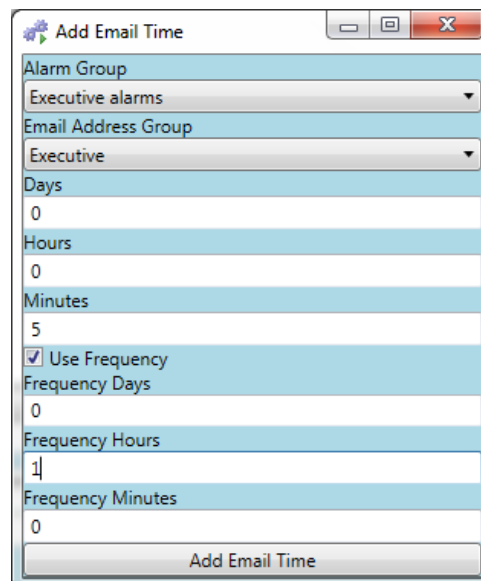 Add Email Time
Alarm Group
Executive alarms
Email Address Group
Executive
Days
0
Hours
0
Minutes
5
Use Frequency
Frequency Days
0
Frequency Hours
1
Frequency Minutes
0
Add Email Time